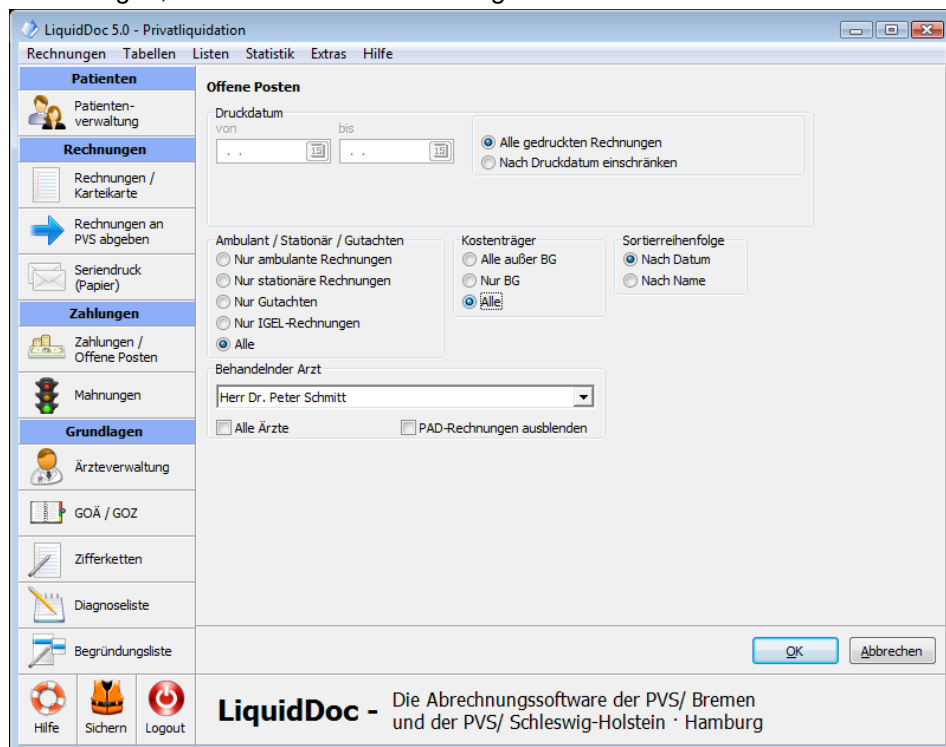 LiquidDoc 5.0 - Privatliquidation
Rechnungen Tabellen Listen Statistik Extras Hilfe
Patienten
Patienten-
verwaltung
Rechnungen
Rechnungen /
Karteikarte
Rechnungen an
PVS abgeben
Seriendruck
(Papier)
Zahlungen
Zahlungen /
Offene Posten
Mahnungen
Grundlagen
Ärzteverwaltung
GOÄ / GOZ
Zifferketten
Diagnoseliste
Begründungsliste
Hilfe Sichern Logout
Offene Posten
Druckdatum
von bis
. . 15 . . 15
Alle gedruckten Rechnungen
Nach Druckdatum einschränken
Ambulant / Stationär / Gutachten
Nur ambulante Rechnungen
Nur stationäre Rechnungen
Nur Gutachten
Nur IGEL-Rechnungen
Alle
Kostenträger
Alle außer BG
Nur BG
Alle
Sortierreihenfolge
Nach Datum
Nach Name
Behandelnder Arzt
Herr Dr. Peter Schmitt
Alle Ärzte PAD-Rechnungen ausblenden
OK Abbrechen
LiquidDoc - Die Abrechnungssoftware der PVS/ Bremen
und der PVS/ Schleswig-Holstein · Hamburg